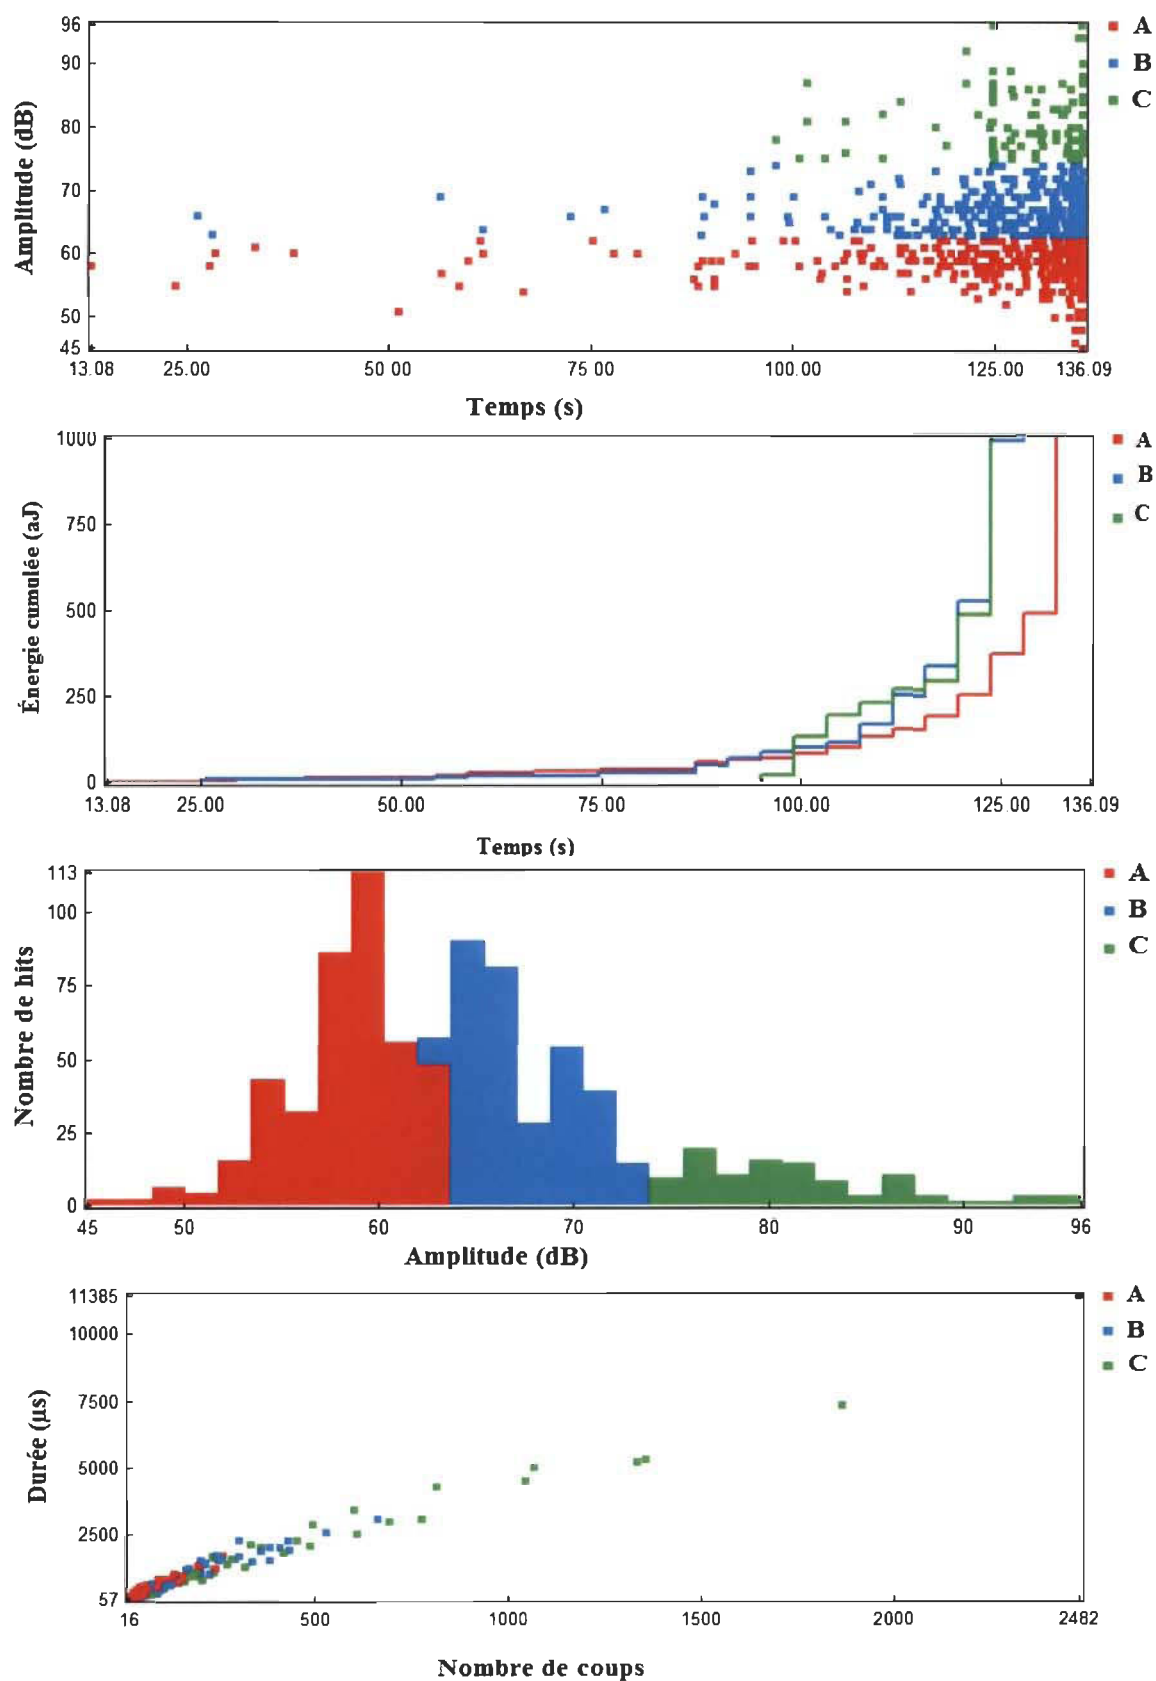 96
90
80
70
60
50
45
Amplitude (dB)
A
B
C
13.08 25.00 50 00 75 00 100.00 125.00 136.09
Temps (s)
1000
750
500
250
0
Énergie cumulée (aJ)
A
B
C
13.08 25.00 50.00 75.00 100.00 125.00 136.09
Temps (s)
113
100
75
50
25
0
Nombre de hits
A
B
C
45 50 60 70 80 90 96
Amplitude (dB)
11385
10000
7500
5000
2500
57
Durée (µs)
A
B
C
16 500 1000 1500 2000 2482
Nombre de coups